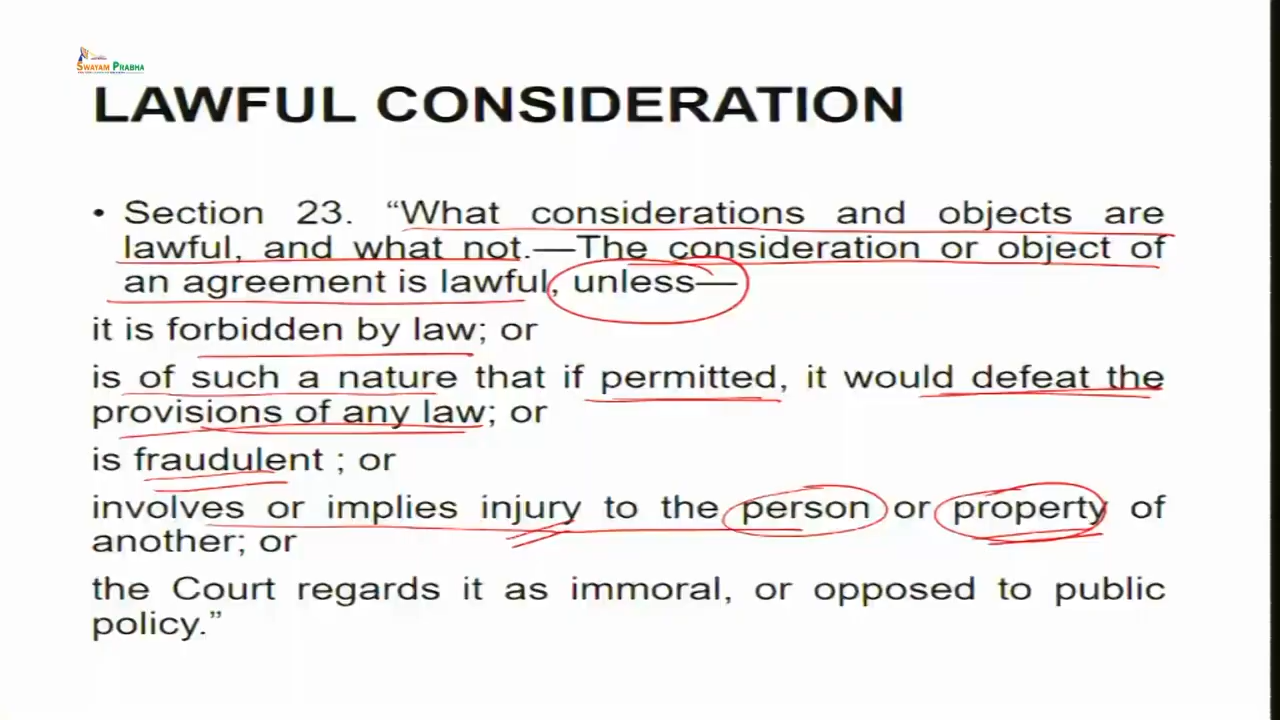 SWAYAM PRABHA
LAWFUL CONSIDERATION
• Section 23. “What considerations and objects are
lawful, and what not.—The consideration or object of
an agreement is lawful, unless—
it is forbidden by law; or
is of such a nature that if permitted, it would defeat the
provisions of any law; or
is fraudulent ; or
involves or implies injury to the person or property of
another; or
the Court regards it as immoral, or opposed to public
policy.”